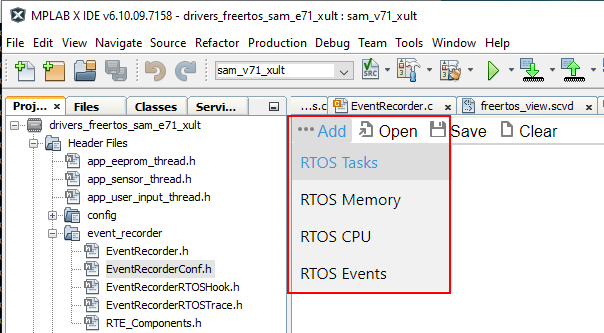 MPLAB X IDE v6.10.09.7158 - drivers_freertos_sam_e71_xult : sam_v71_xult
File Edit View Navigate Source Refactor Production Debug Team Tools Window Help
sam_v71_xult
SRC
Proj... Files Classes Servi... ...s.c EventRecorder.c freertos_view.scvd
drivers_freertos_sam_e71_xult
Add Open Save Clear
Header Files
app_eeprom_thread.h
RTOS Tasks
app_sensor_thread.h
app_user_input_thread.h
RTOS Memory
config
event_recorder
RTOS CPU
EventRecorder.h
EventRecorderConf.h
RTOS Events
EventRecorderRTOSHook.h
EventRecorderRTOSTrace.h
RTE_Components.h